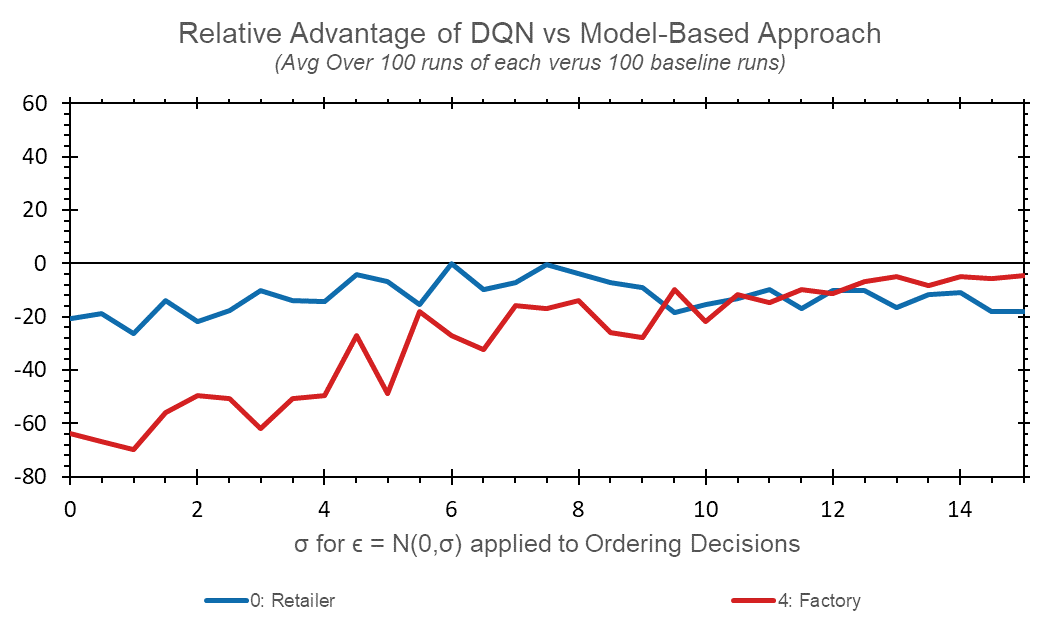 Relative Advantage of DQN vs Model-Based Approach
(Avg Over 100 runs of each verus 100 baseline runs)
60
40
20
0
-20
-40
-60
-80
0 2 4 6 8 10 12 14
σ for ϵ = N(0,σ) applied to Ordering Decisions
0: Retailer 4: Factory